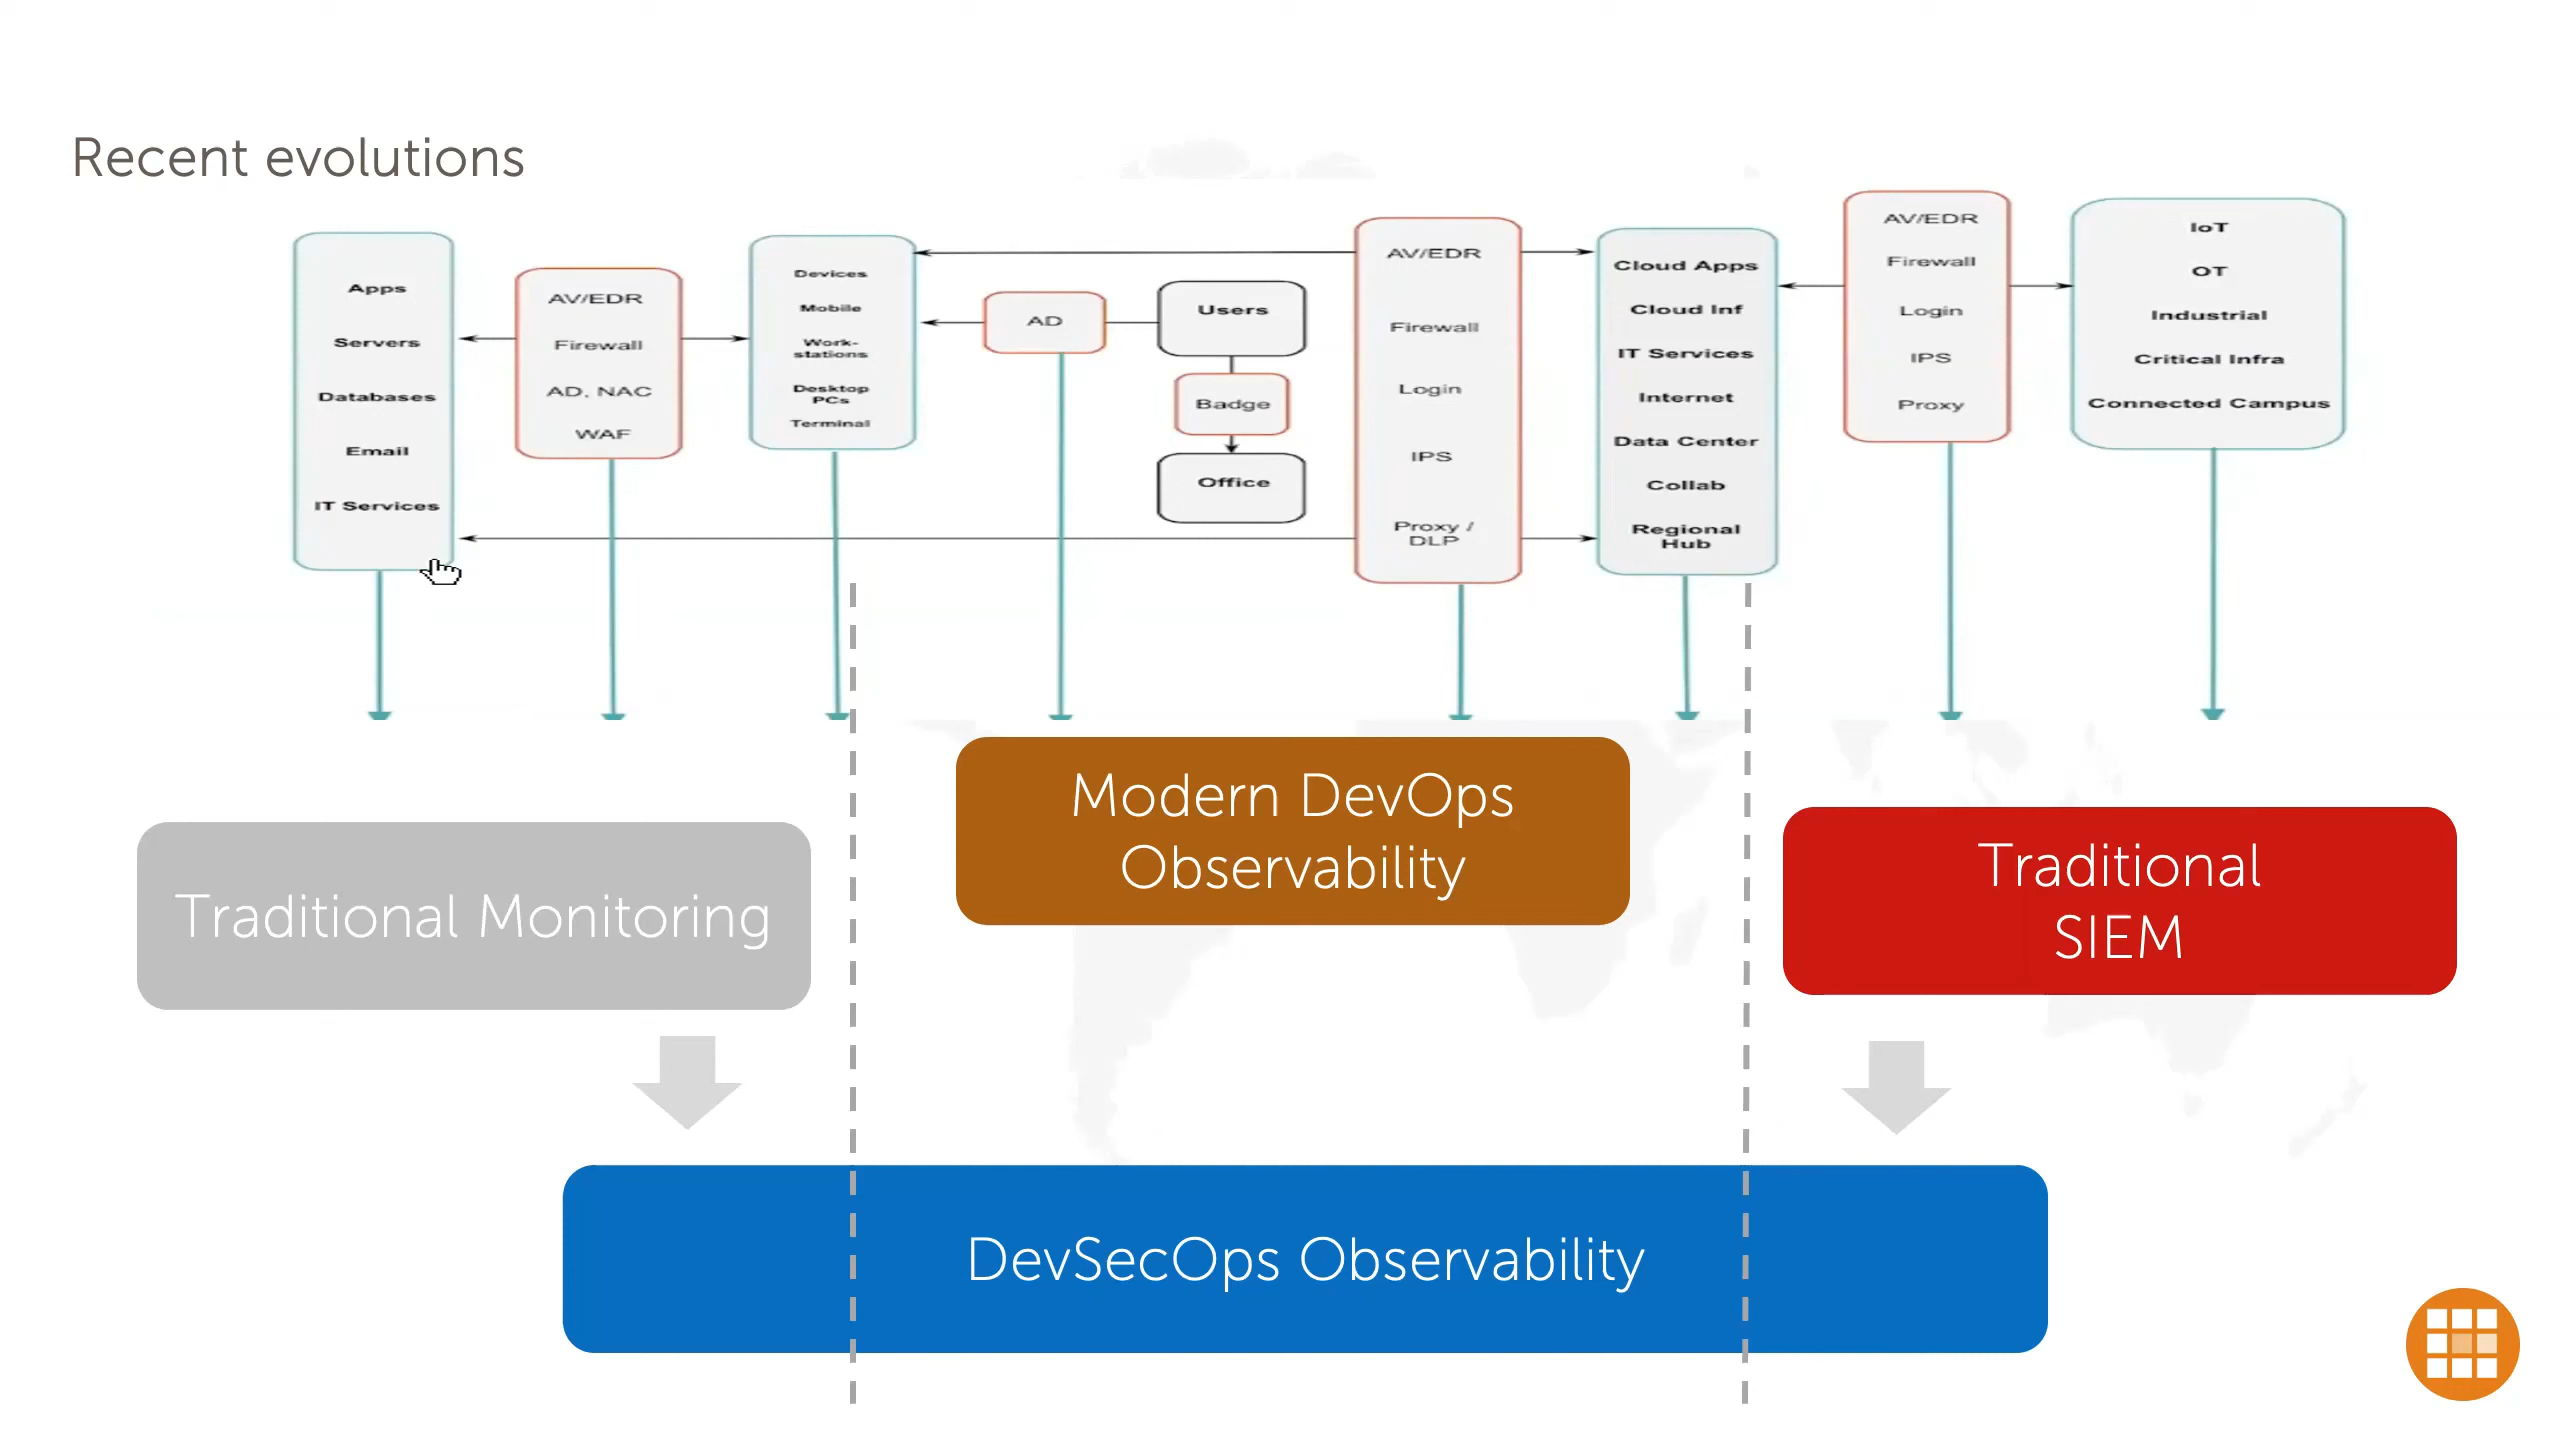 Recent evolutions
Apps
Servers
Databases
Email
IT Services
AV/EDR
Firewall
AD, NAC
WAF
Devices
Mobile
Work-
stations
Desktop
PCs
Terminal
AD
Users
Badge
Office
AV/EDR
Firewall
Login
IPS
Proxy /
DLP
Cloud Apps
Cloud Inf
IT Services
Internet
Data Center
Collab
Regional
Hub
AV/EDR
Firewall
Login
IPS
Proxy
IoT
OT
Industrial
Critical Infra
Connected Campus
Traditional Monitoring
Modern DevOps
Observability
Traditional
SIEM
DevSecOps Observability